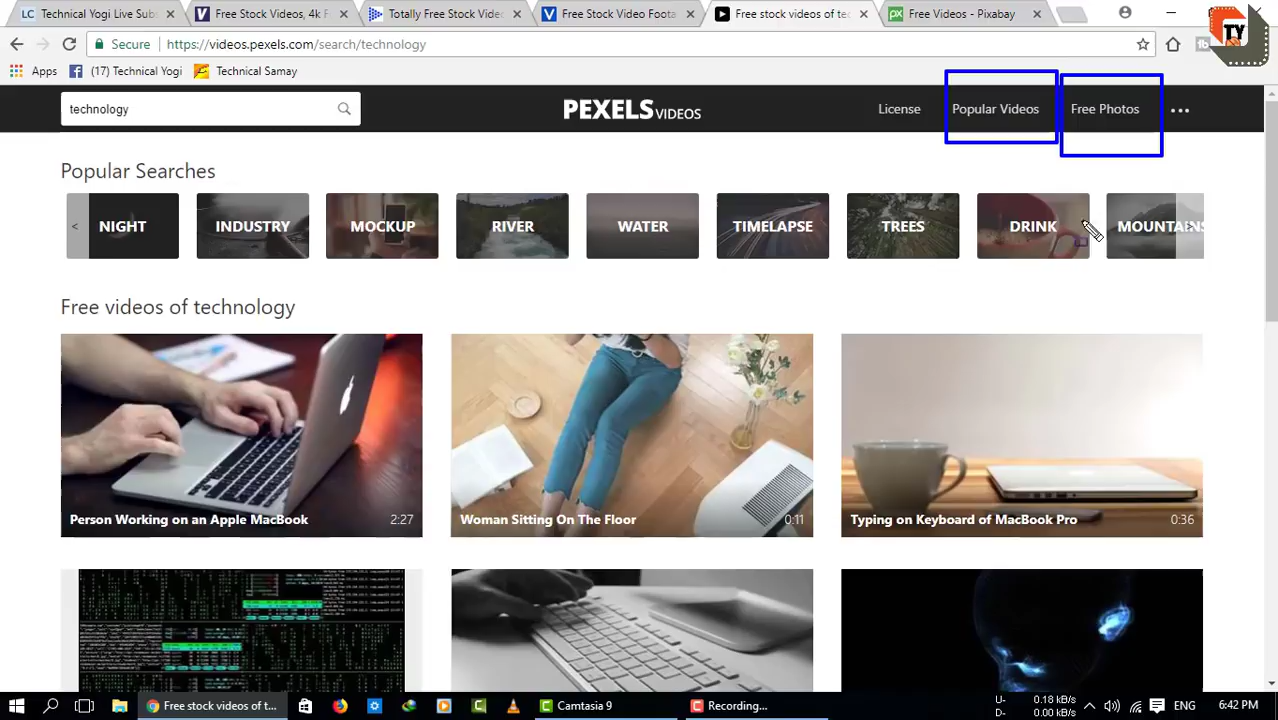 Technical Yogi Live Sub
Free Stock Videos, 4k F
Totally Free Stock Video
Free Stock Video Foota
Free stock videos of tec
Free Videos - Pixabay
Secure
https://videos.pexels.com/search/technology
Apps
(17) Technical Yogi
Technical Samay
TY
technology
PEXELS VIDEOS
License
Popular Videos
Free Photos
Popular Searches
NIGHT
INDUSTRY
MOCKUP
RIVER
WATER
TIMELAPSE
TREES
DRINK
MOUNTAINS
Free videos of technology
Person Working on an Apple MacBook
2:27
Woman Sitting On The Floor
0:11
Typing on Keyboard of MacBook Pro
0:36
Free stock videos of t...
Camtasia 9
Recording...
U- 0.18 kB/s
D- 0.00 kB/s
ENG
6:42 PM